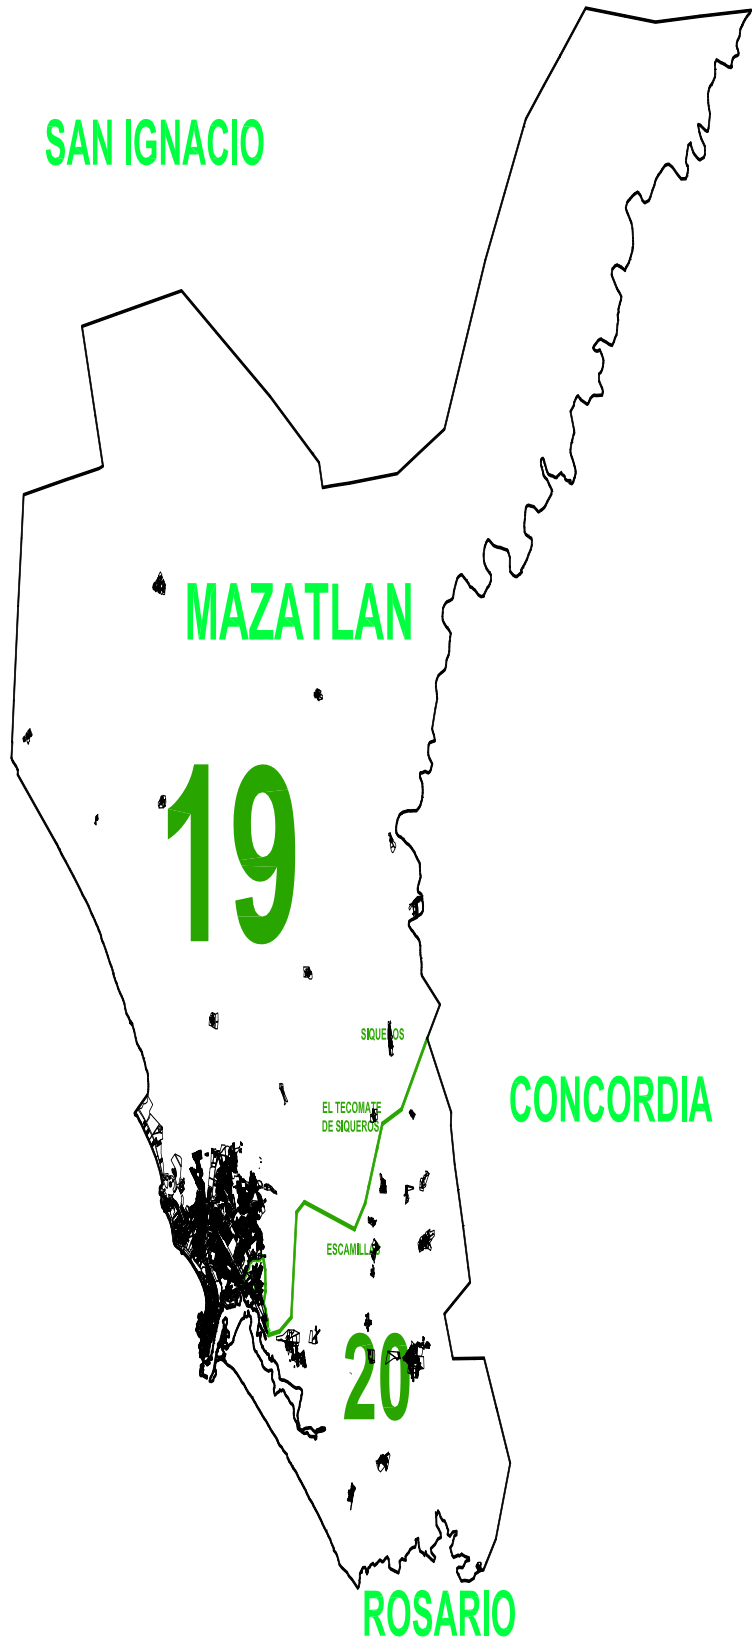 SAN IGNACIO
MAZATLAN
19
SIQUEROS
EL TECOMATE
DE SIQUEROS
CONCORDIA
ESCAMILLAS
20
ROSARIO